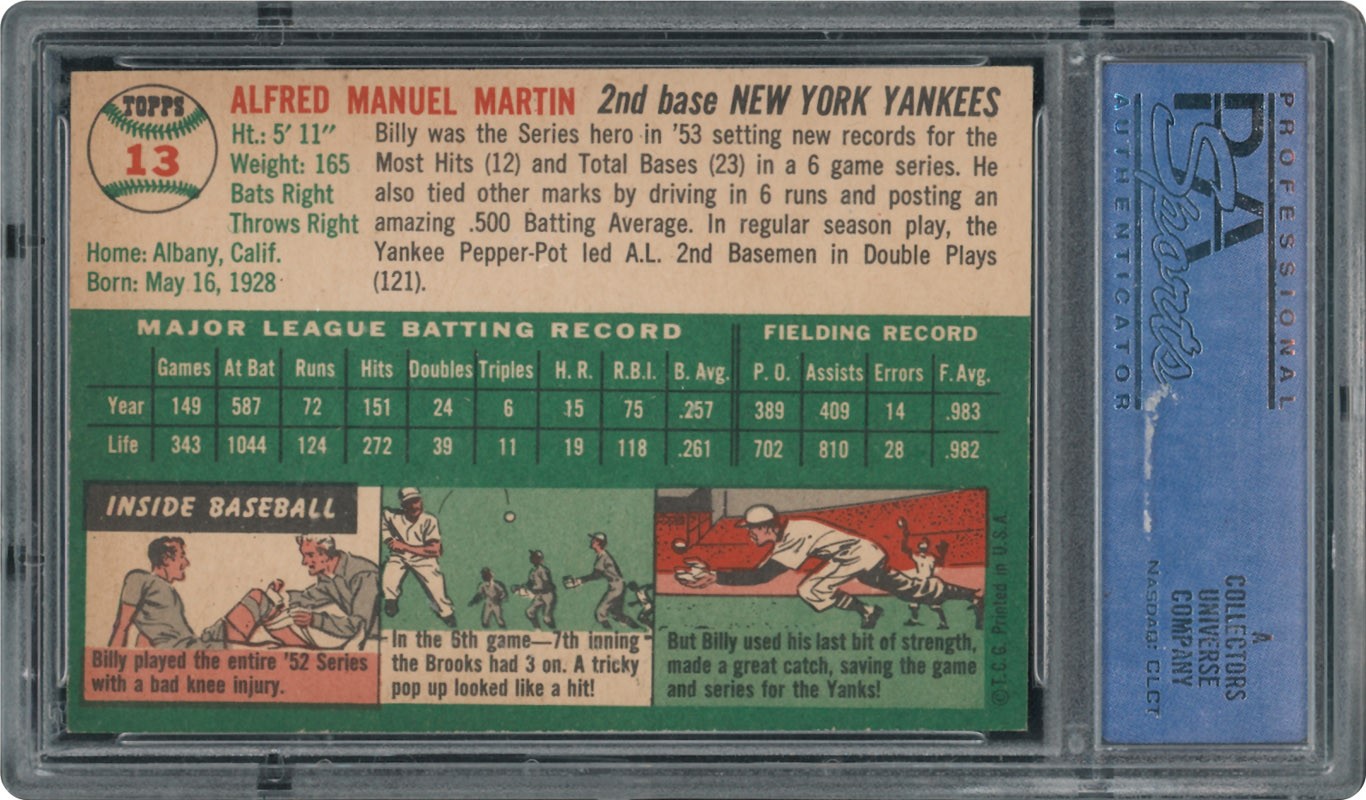 TOPPS
13
ALFRED MANUEL MARTIN 2nd base NEW YORK YANKEES
Ht.: 5' 11"
Weight: 165
Bats Right
Throws Right
Home: Albany, Calif.
Born: May 16, 1928
Billy was the Series hero in '53 setting new records for the
Most Hits (12) and Total Bases (23) in a 6 game series. He
also tied other marks by driving in 6 runs and posting an
amazing .500 Batting Average. In regular season play, the
Yankee Pepper-Pot led A.L. 2nd Basemen in Double Plays
(121).
MAJOR LEAGUE BATTING RECORD FIELDING RECORD
Games At Bat Runs Hits Doubles Triples H. R. R.B.I. B. Avg. P. O. Assists Errors F. Avg.
Year 149 587 72 151 24 6 15 75 .257 389 409 14 .983
Life 343 1044 124 272 39 11 19 118 .261 702 810 28 .982
INSIDE BASEBALL
Billy played the entire '52 Series
with a bad knee injury.
In the 6th game—7th inning
the Brooks had 3 on. A tricky
pop up looked like a hit!
But Billy used his last bit of strength,
made a great catch, saving the game
and series for the Yanks!
© T.C.G. Printed in U.S.A.
PROFESSIONAL
PSA
Sports
AUTHENTICATOR
A
COLLECTORS
UNIVERSE
COMPANY
NASDAQ: CLCT